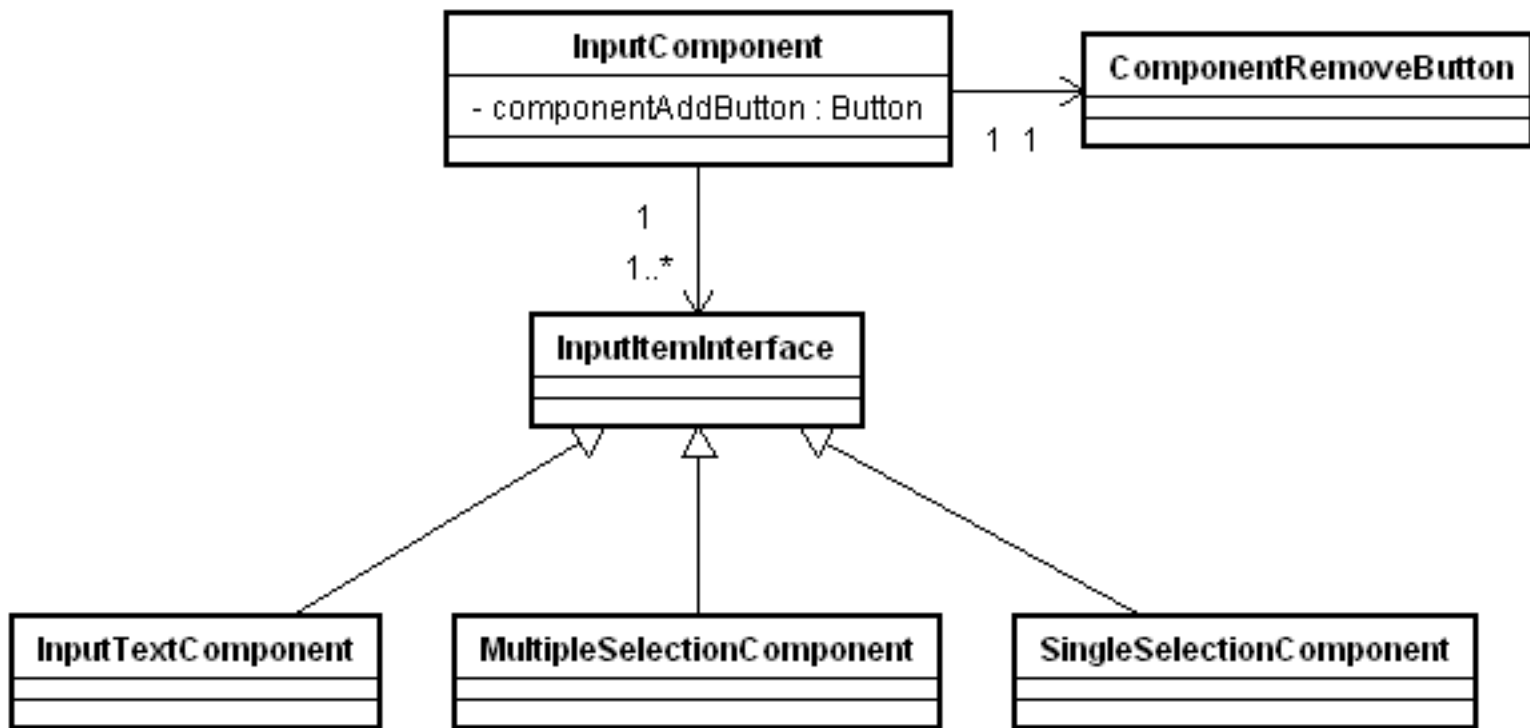 InputComponent
- componentAddButton : Button
ComponentRemoveButton
1 1
1
1..*
InputItemInterface
InputTextComponent
MultipleSelectionComponent
SingleSelectionComponent